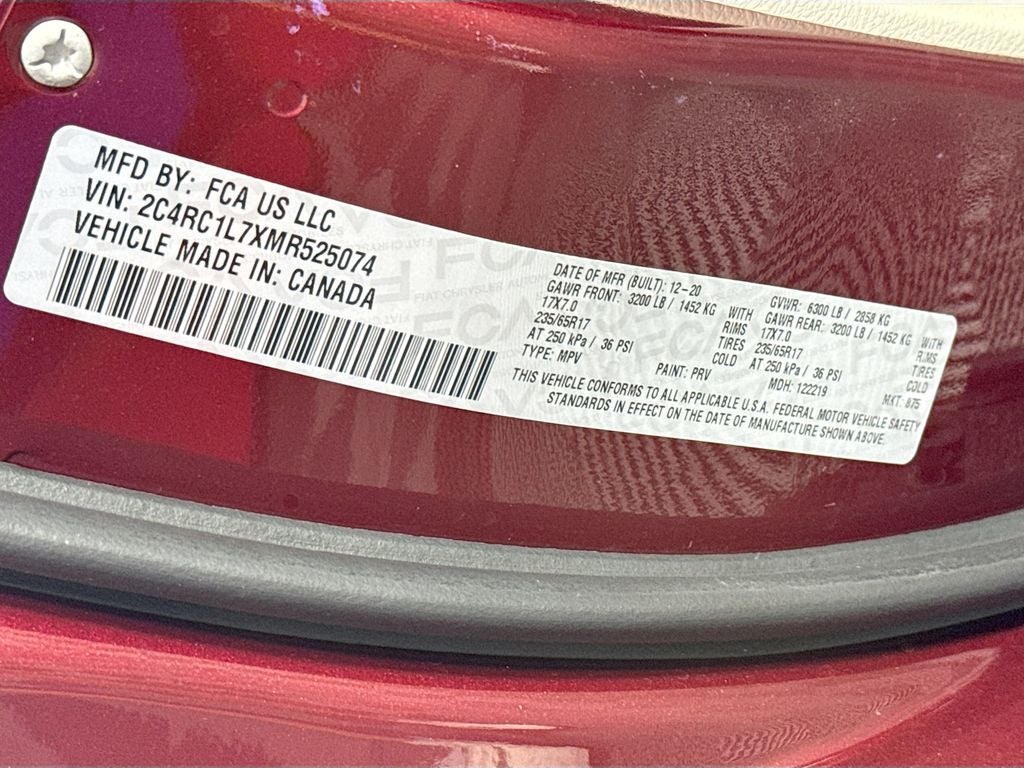 MFD BY: FCA US LLC
VIN: 2C4RC1L7XMR525074
VEHICLE MADE IN: CANADA
DATE OF MFR (BUILT): 12-20 GVWR: 6300 LB / 2858 KG
GAWR FRONT: 3200 LB / 1452 KG WITH GAWR REAR: 3200 LB / 1452 KG WITH
17X7.0 RIMS 17X7.0 RIMS
235/65R17 TIRES 235/65R17 TIRES
AT 250 kPa / 36 PSI COLD AT 250 kPa / 36 PSI COLD
TYPE: MPV PAINT: PRV MDH: 122219 MKT: 875
THIS VEHICLE CONFORMS TO ALL APPLICABLE U.S.A. FEDERAL MOTOR VEHICLE SAFETY
STANDARDS IN EFFECT ON THE DATE OF MANUFACTURE SHOWN ABOVE.